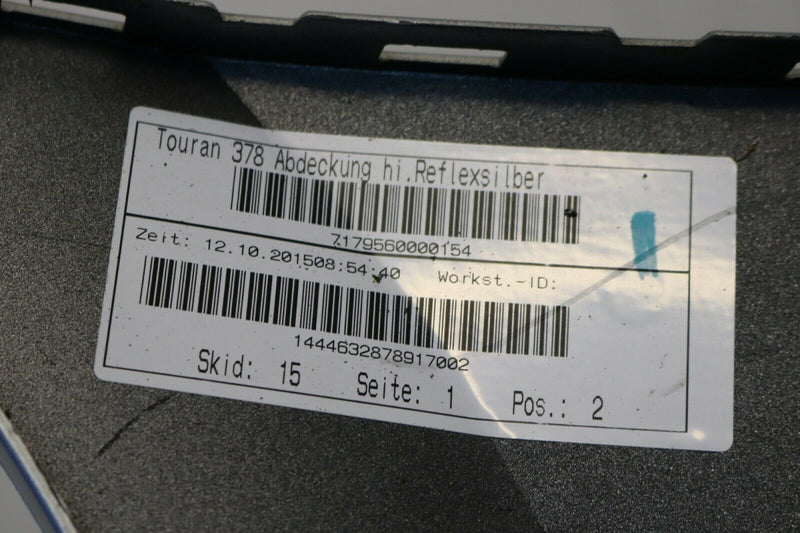 Touran 378 Abdeckung hi.Reflexsilber
7179560000154
Zeit: 12.10.201508:54:40 Workst.-ID:
1444632878917002
Skid: 15 Seite: 1 Pos.: 2